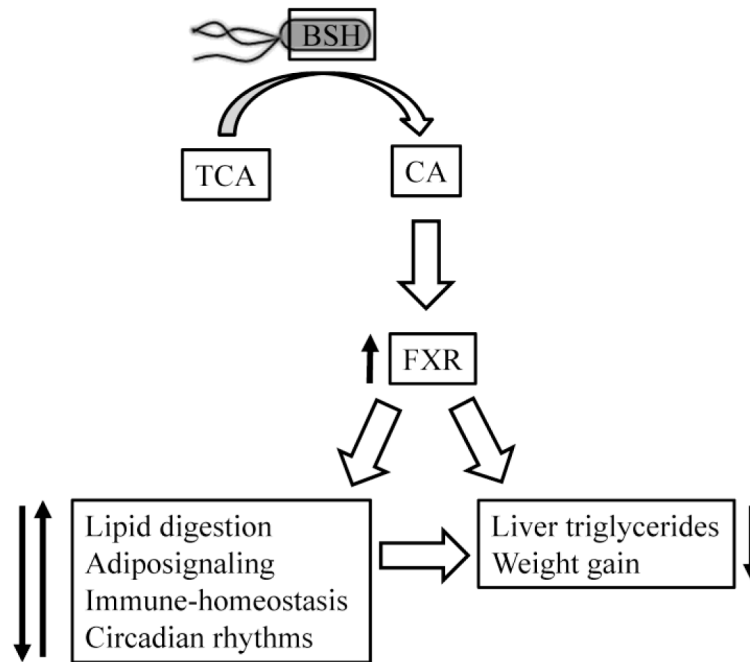 BSH
TCA
CA
FXR
Lipid digestion
Adiposignaling
Immune-homeostasis
Circadian rhythms
Liver triglycerides
Weight gain